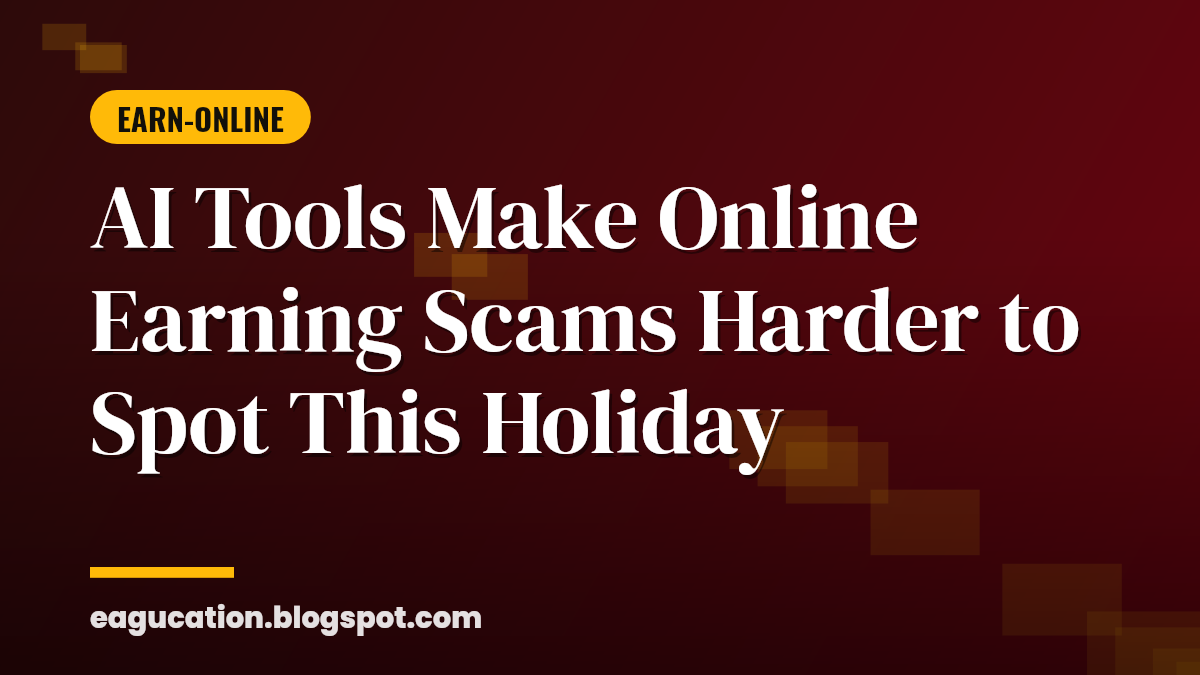 EARN-ONLINE
AI Tools Make Online
Earning Scams Harder to
Spot This Holiday
eagucation.blogspot.com